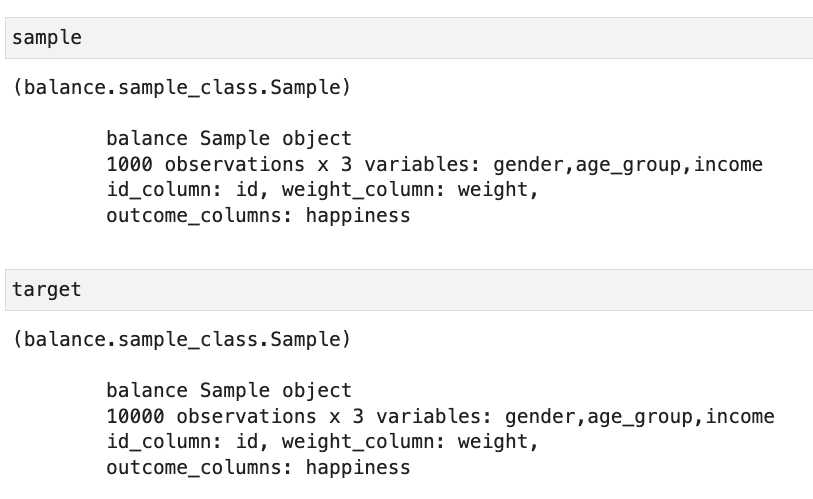 sample
(balance.sample_class.Sample)
balance Sample object
1000 observations x 3 variables: gender,age_group,income
id_column: id, weight_column: weight,
outcome_columns: happiness
target
(balance.sample_class.Sample)
balance Sample object
10000 observations x 3 variables: gender,age_group,income
id_column: id, weight_column: weight,
outcome_columns: happiness